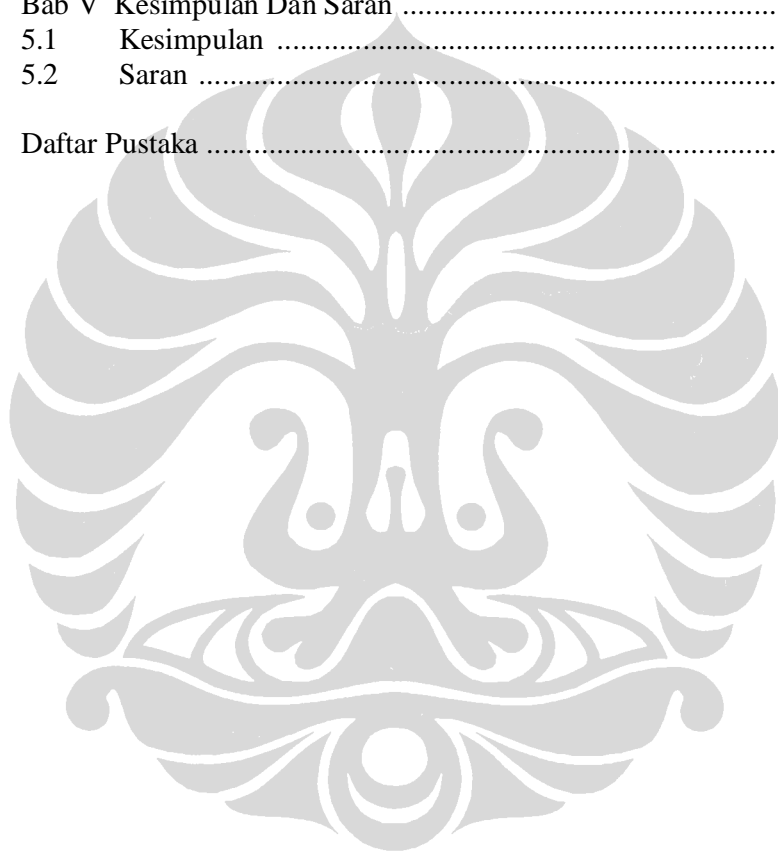 Bab V Kesimpulan Dan Saran ........................................................
5.1 Kesimpulan ........................................................................
5.2 Saran ..................................................................................
Daftar Pustaka ..................................................................................